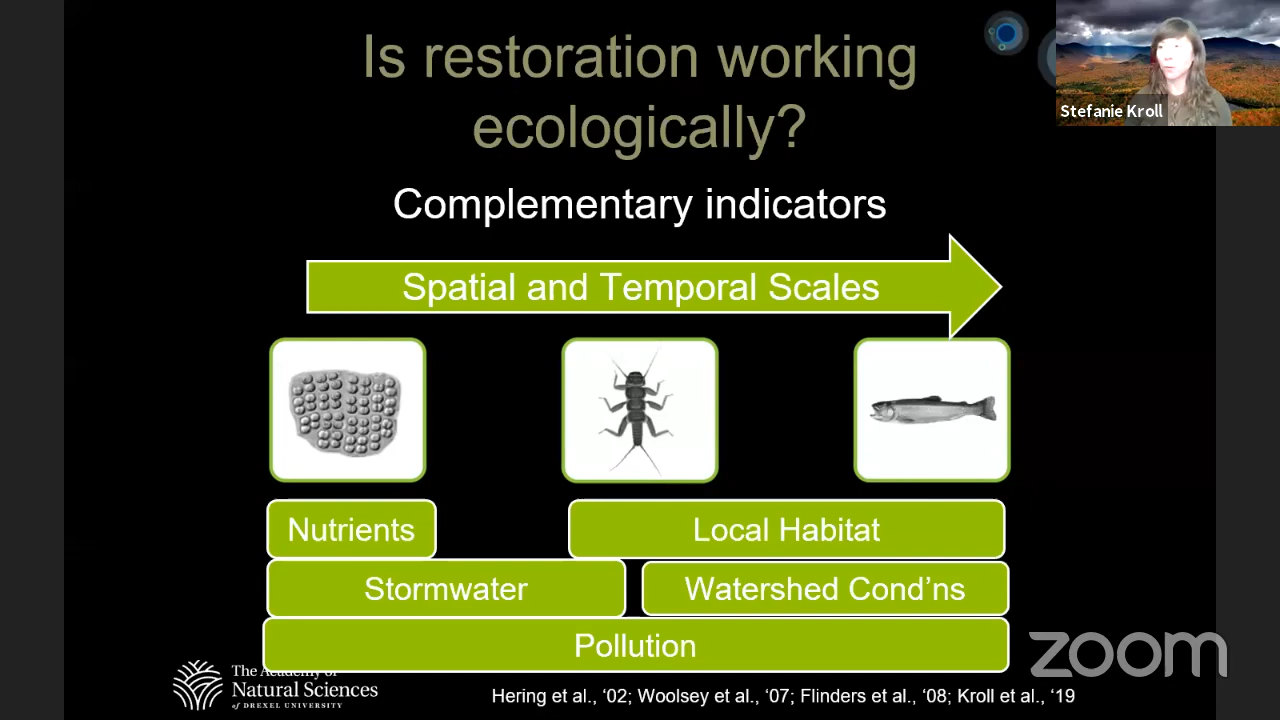 Is restoration working
ecologically?
Stefanie Kroll
Complementary indicators
Spatial and Temporal Scales
Nutrients
Local Habitat
Stormwater
Watershed Cond’ns
Pollution
zoom
The Academy of
Natural Sciences
of DREXEL UNIVERSITY
Hering et al., ‘02; Woolsey et al., ‘07; Flinders et al., ‘08; Kroll et al., ‘19